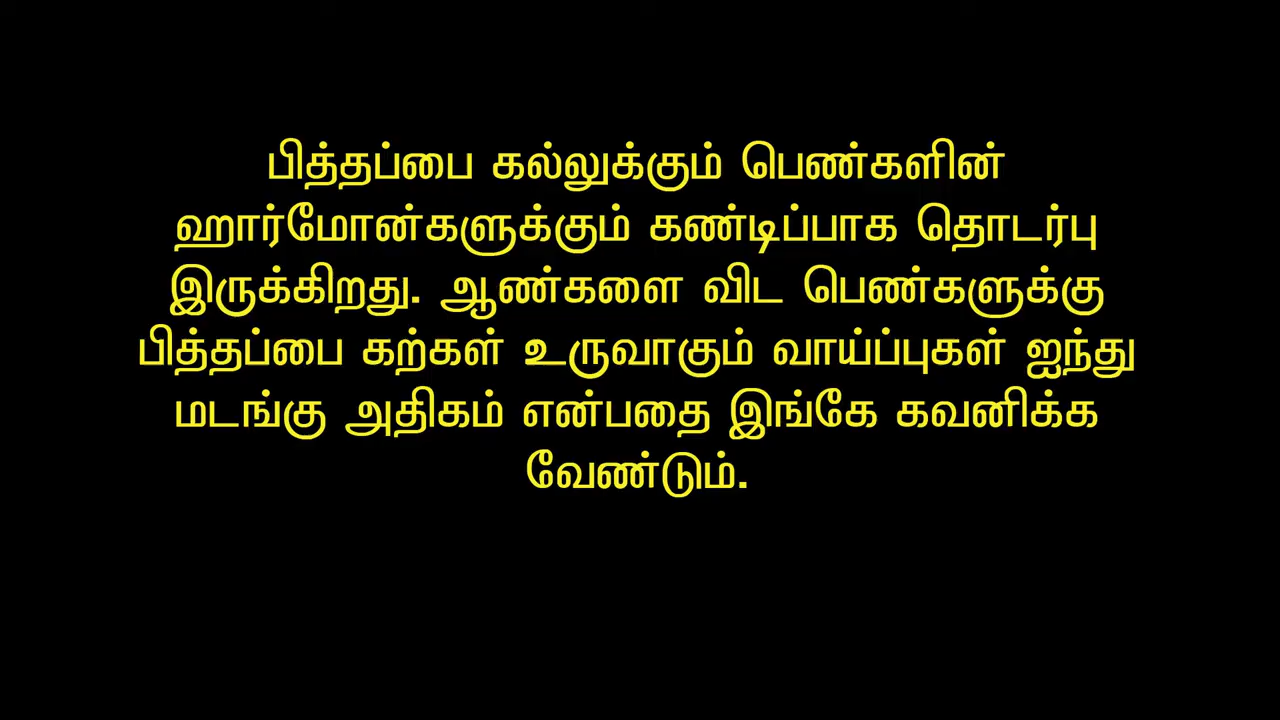 பித்தப்பை கல்லுக்கும் பெண்களின்
ஹார்மோன்களுக்கும் கண்டிப்பாக தொடர்பு
இருக்கிறது. ஆண்களை விட பெண்களுக்கு
பித்தப்பை கற்கள் உருவாகும் வாய்ப்புகள் ஐந்து
மடங்கு அதிகம் என்பதை இங்கே கவனிக்க
வேண்டும்.